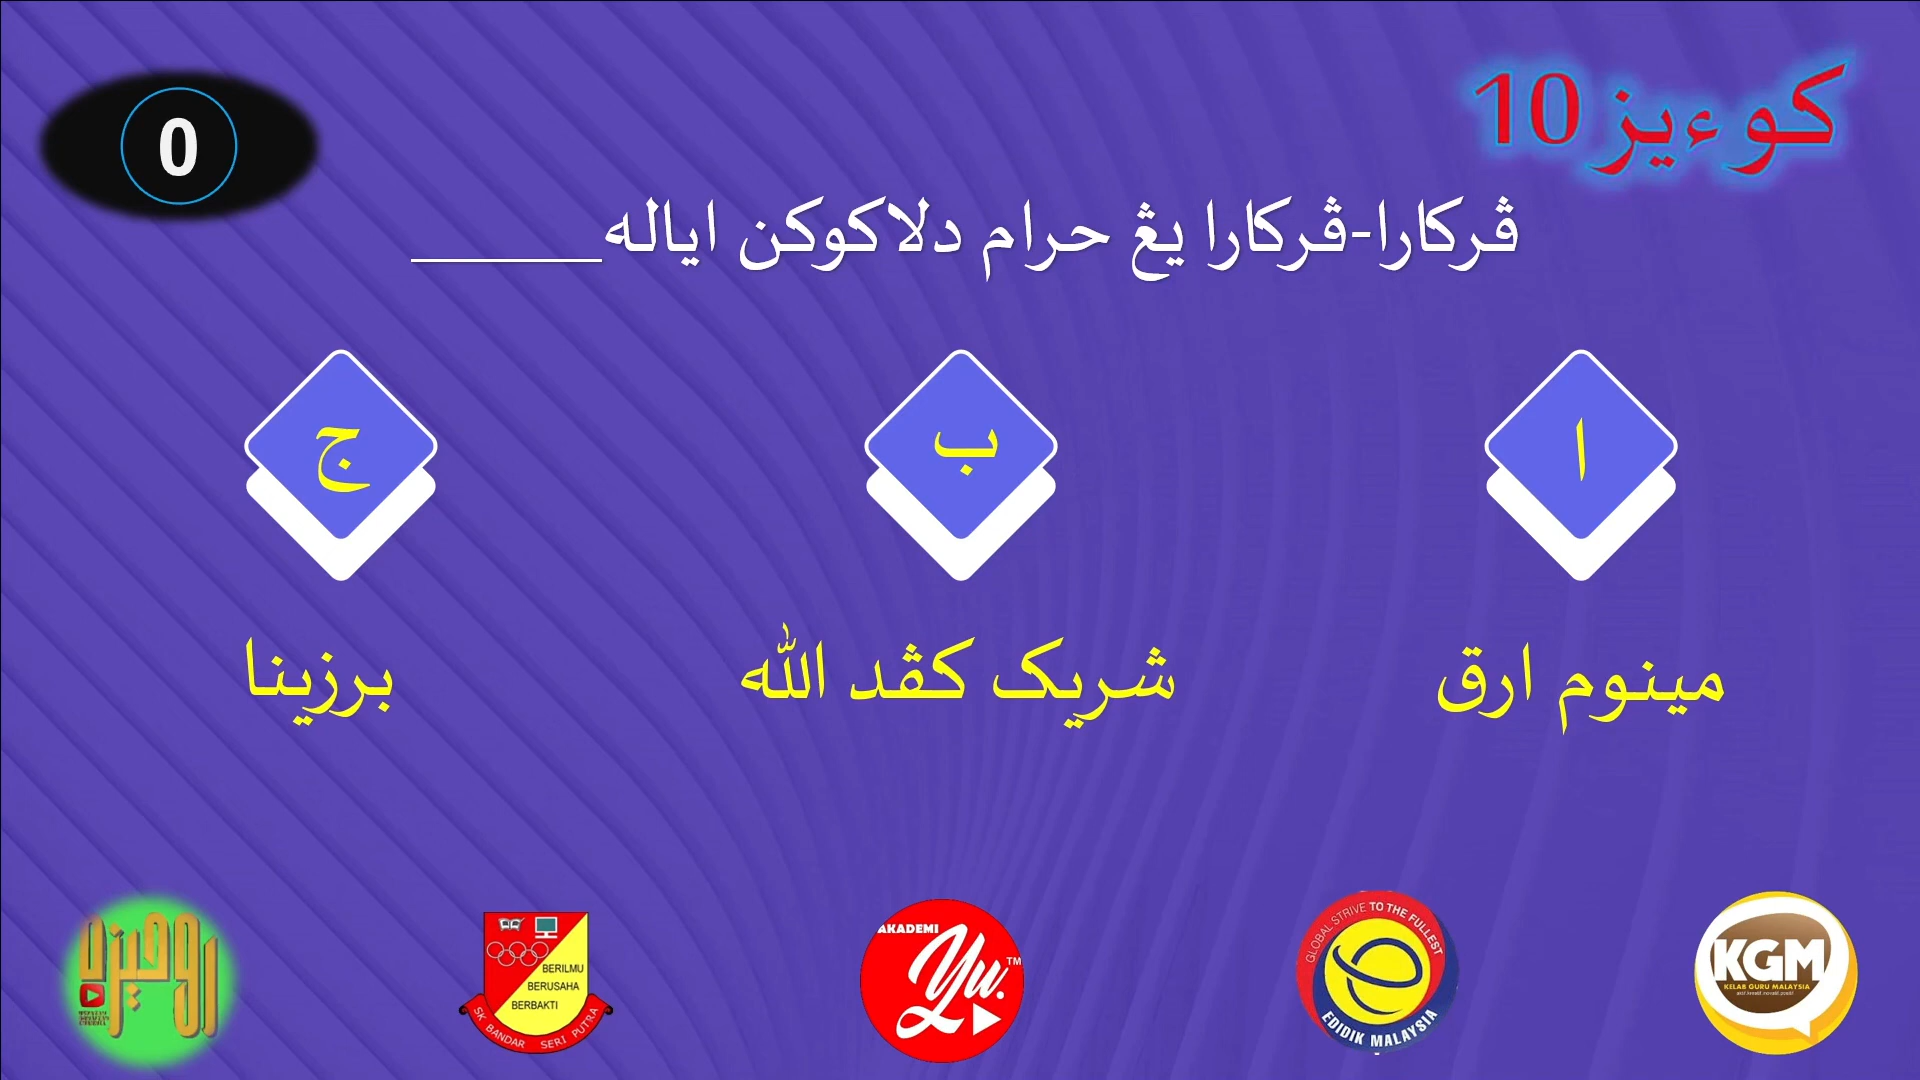 0
كوءيز 10
ڤركارا-ڤركارا يڠ حرام دلاكوكن اياله ______
ا
ب
ج
مينوم ارق
شريک كڤد الله
برزينا
BERILMU
BERUSAHA
BERBAKTI
SK BANDAR SERI PUTRA
AKADEMI
Yu.
TM
GLOBAL STRIVE TO THE FULLEST
EDIDIK MALAYSIA
KGM
KELAB GURU MALAYSIA